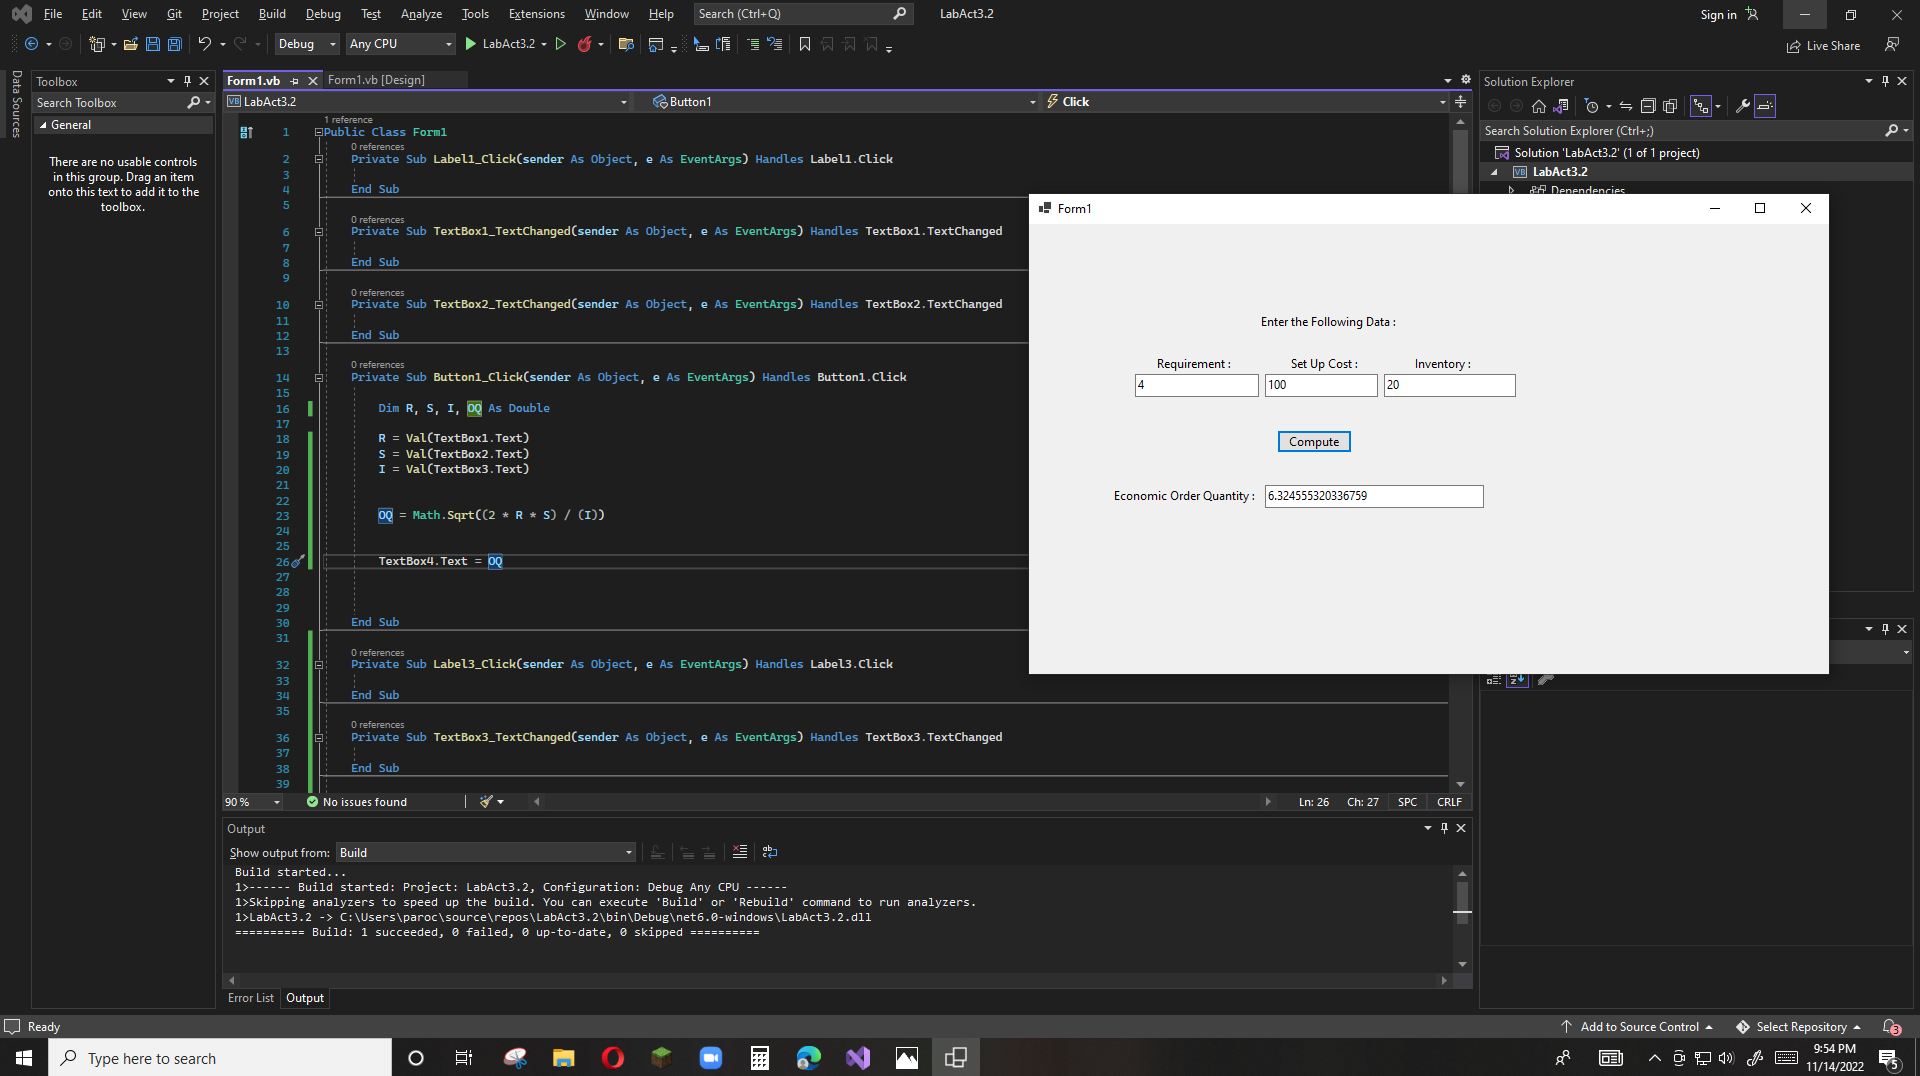 File Edit View Git Project Build Debug Test Analyze Tools Extensions Window Help Search (Ctrl+Q) LabAct3.2 Sign in
Debug Any CPU LabAct3.2 Live Share
Data Sources
Toolbox
Search Toolbox
General
There are no usable controls
in this group. Drag an item
onto this text to add it to the
toolbox.
Form1.vb Form1.vb [Design]
VB LabAct3.2 Button1 Click
1 reference
1 Public Class Form1
0 references
2 Private Sub Label1_Click(sender As Object, e As EventArgs) Handles Label1.Click
3
4 End Sub
5
0 references
6 Private Sub TextBox1_TextChanged(sender As Object, e As EventArgs) Handles TextBox1.TextChanged
7
8 End Sub
9
0 references
10 Private Sub TextBox2_TextChanged(sender As Object, e As EventArgs) Handles TextBox2.TextChanged
11
12 End Sub
13
0 references
14 Private Sub Button1_Click(sender As Object, e As EventArgs) Handles Button1.Click
15
16 Dim R, S, I, OQ As Double
17
18 R = Val(TextBox1.Text)
19 S = Val(TextBox2.Text)
20 I = Val(TextBox3.Text)
21
22
23 OQ = Math.Sqrt((2 * R * S) / (I))
24
25
26 TextBox4.Text = OQ
27
28
29
30 End Sub
31
0 references
32 Private Sub Label3_Click(sender As Object, e As EventArgs) Handles Label3.Click
33
34 End Sub
35
0 references
36 Private Sub TextBox3_TextChanged(sender As Object, e As EventArgs) Handles TextBox3.TextChanged
37
38 End Sub
39
90 % No issues found Ln: 26 Ch: 27 SPC CRLF
Output
Show output from: Build
Build started...
1>------ Build started: Project: LabAct3.2, Configuration: Debug Any CPU ------
1>Skipping analyzers to speed up the build. You can execute 'Build' or 'Rebuild' command to run analyzers.
1>LabAct3.2 -> C:\Users\paroc\source\repos\LabAct3.2\bin\Debug\net6.0-windows\LabAct3.2.dll
========== Build: 1 succeeded, 0 failed, 0 up-to-date, 0 skipped ==========
Error List Output
Solution Explorer
Search Solution Explorer (Ctrl+;)
Solution 'LabAct3.2' (1 of 1 project)
VB LabAct3.2
Dependencies
Form1
Enter the Following Data :
Requirement : Set Up Cost : Inventory :
4 100 20
Compute
Economic Order Quantity : 6.324555320336759
Ready Add to Source Control Select Repository 3
Type here to search 9:54 PM
11/14/2022 5